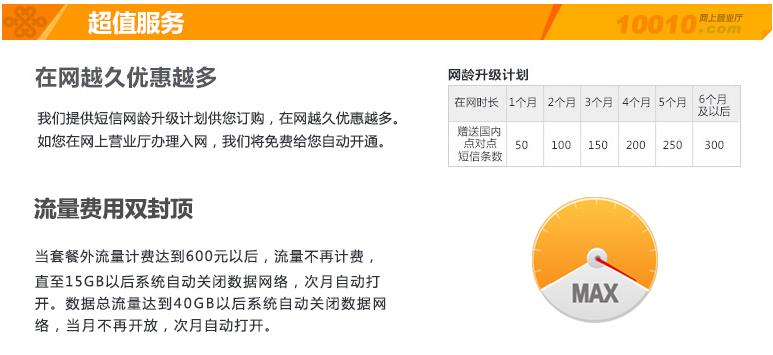 超值服务
10010.com
网上营业厅
在网越久优惠越多
我们提供短信网龄升级计划供您订购，在网越久优惠越多。
如您在网上营业厅办理入网，我们将免费给您自动开通。
网龄升级计划
在网时长 1个月 2个月 3个月 4个月 5个月 6个月及以后
赠送国内点对点短信条数 50 100 150 200 250 300
流量费用双封顶
当套餐外流量计费达到600元以后，流量不再计费，
直至15GB以后系统自动关闭数据网络，次月自动打
开。数据总流量达到40GB以后系统自动关闭数据网
络，当月不再开放，次月自动打开。
MAX